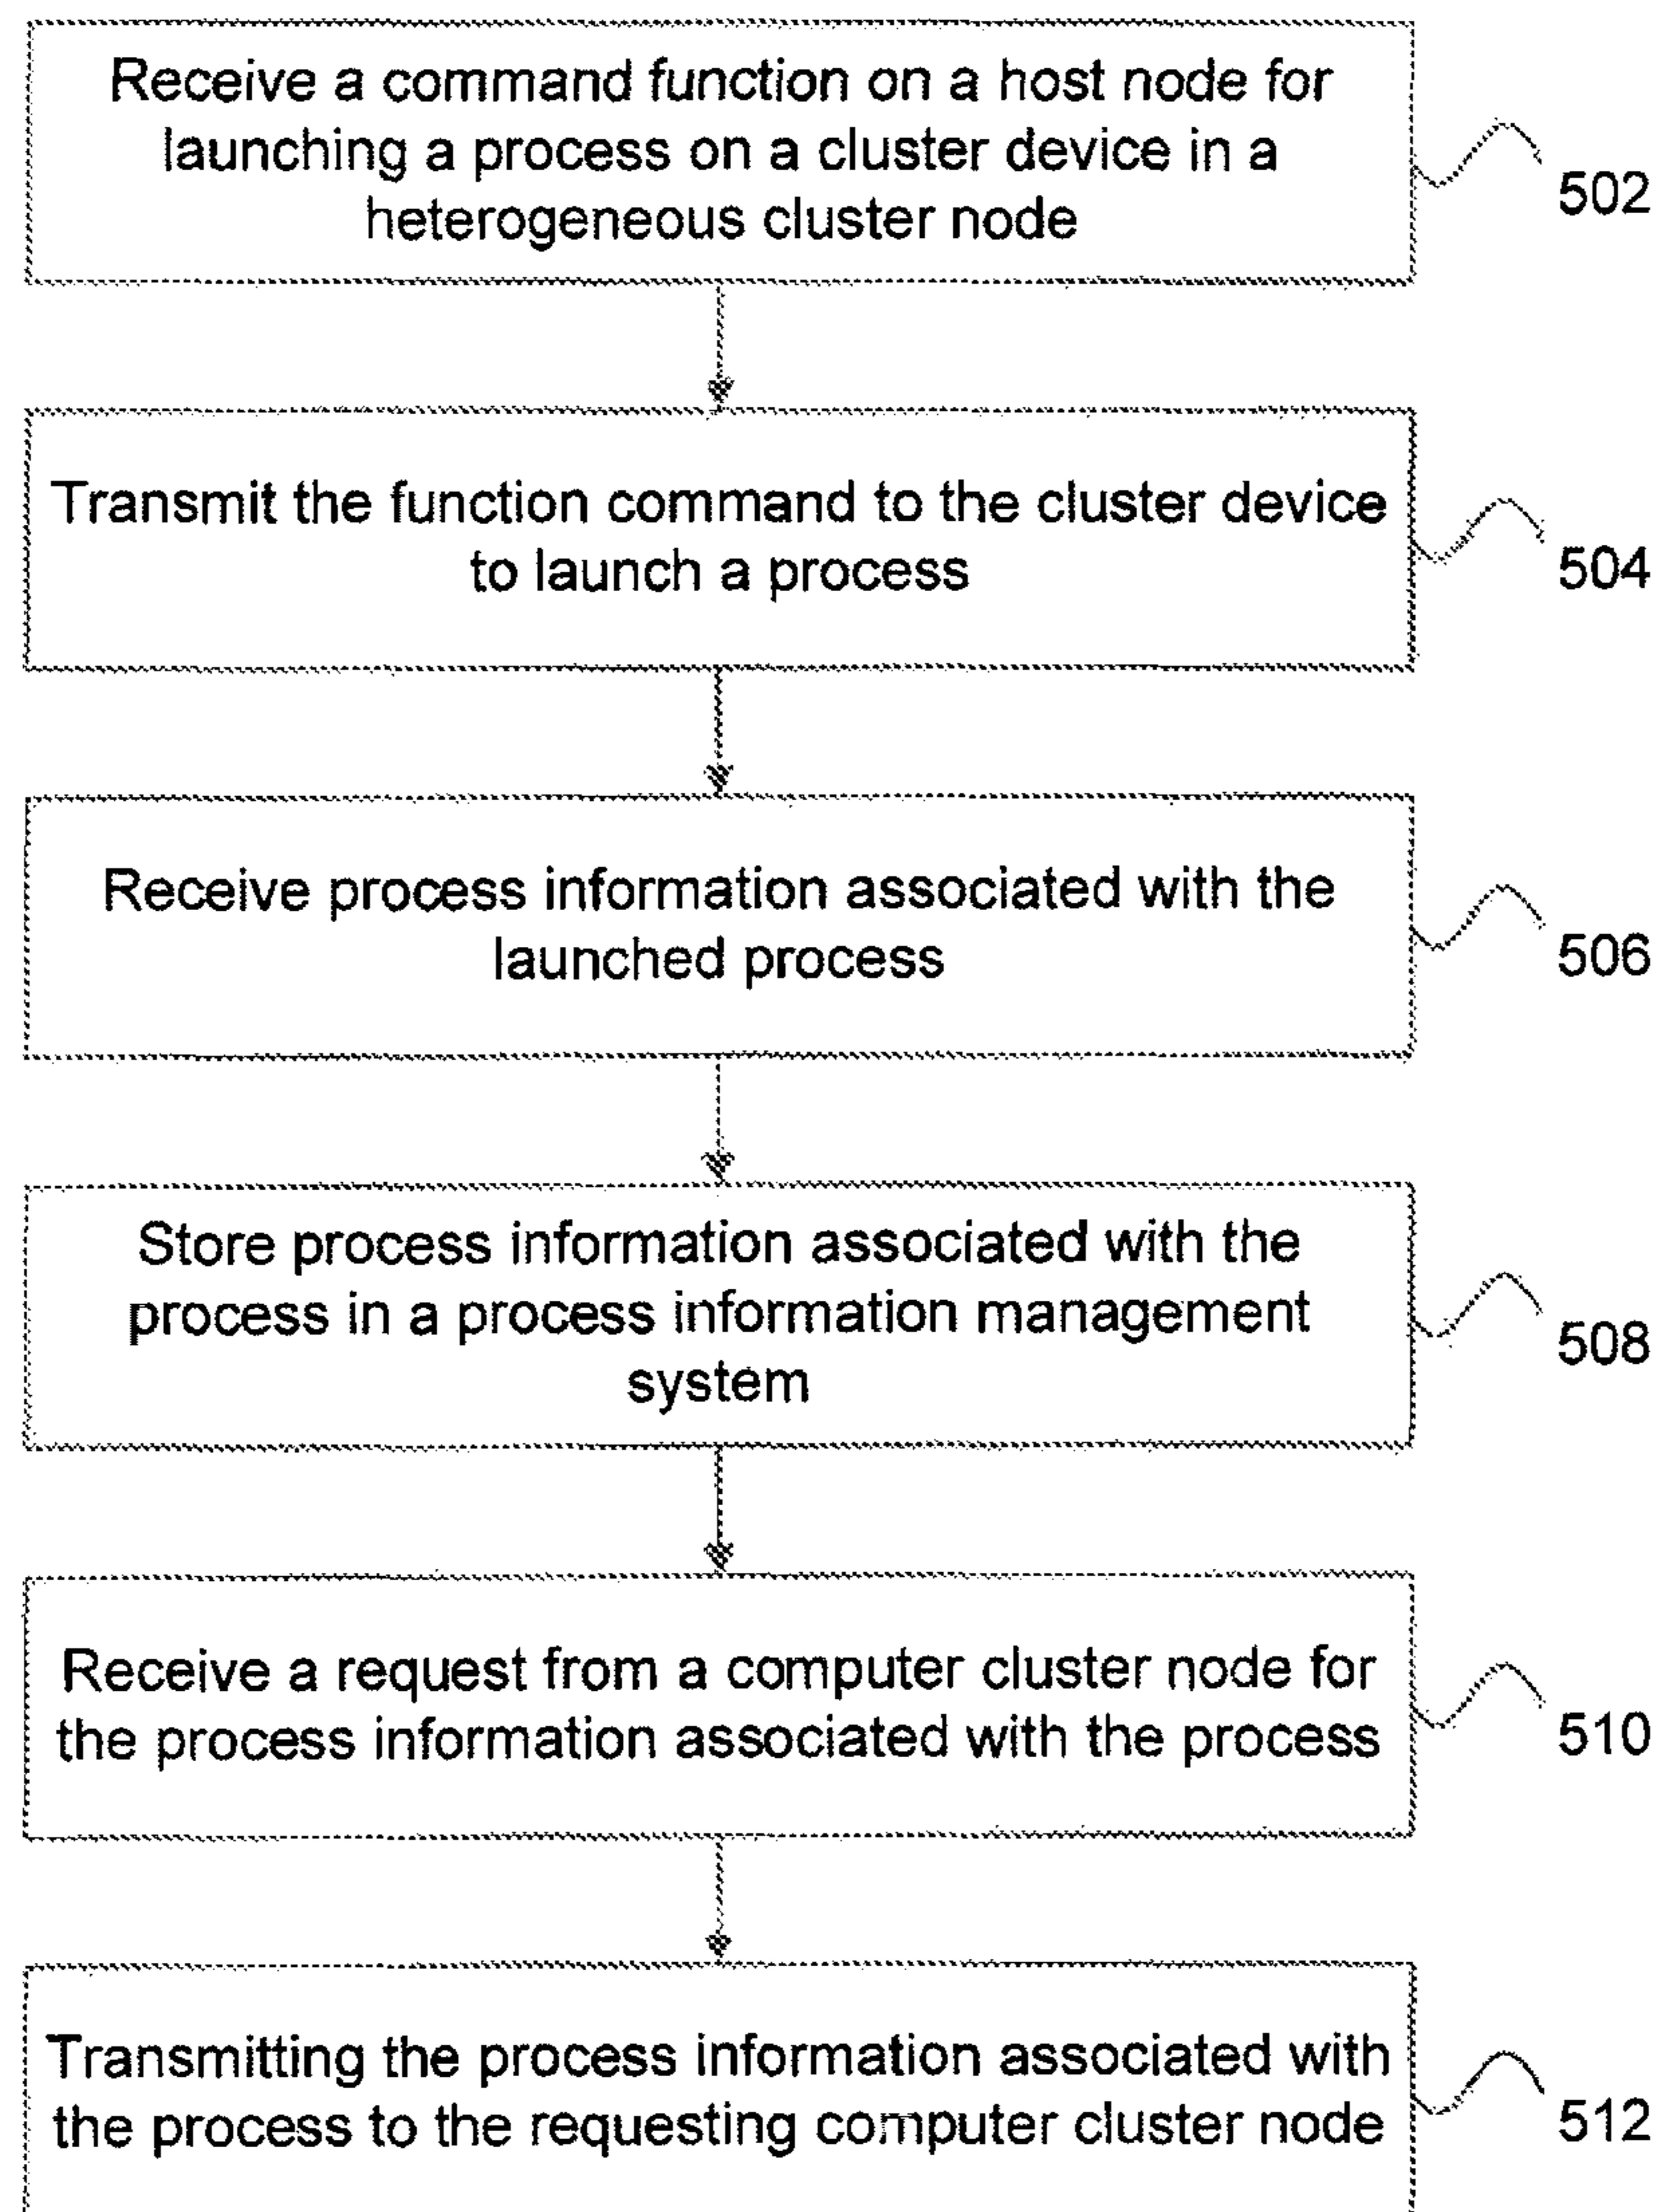 Receive a command function on a host node for
launching a process on a cluster device in a
heterogeneous cluster node
502
Transmit the function command to the cluster device
to launch a process
504
Receive process information associated with the
launched process
506
Store process information associated with the
process in a process information management
system
508
Receive a request from a computer cluster node for
the process information associated with the process
510
Transmitting the process information associated with
the process to the requesting computer cluster node
512